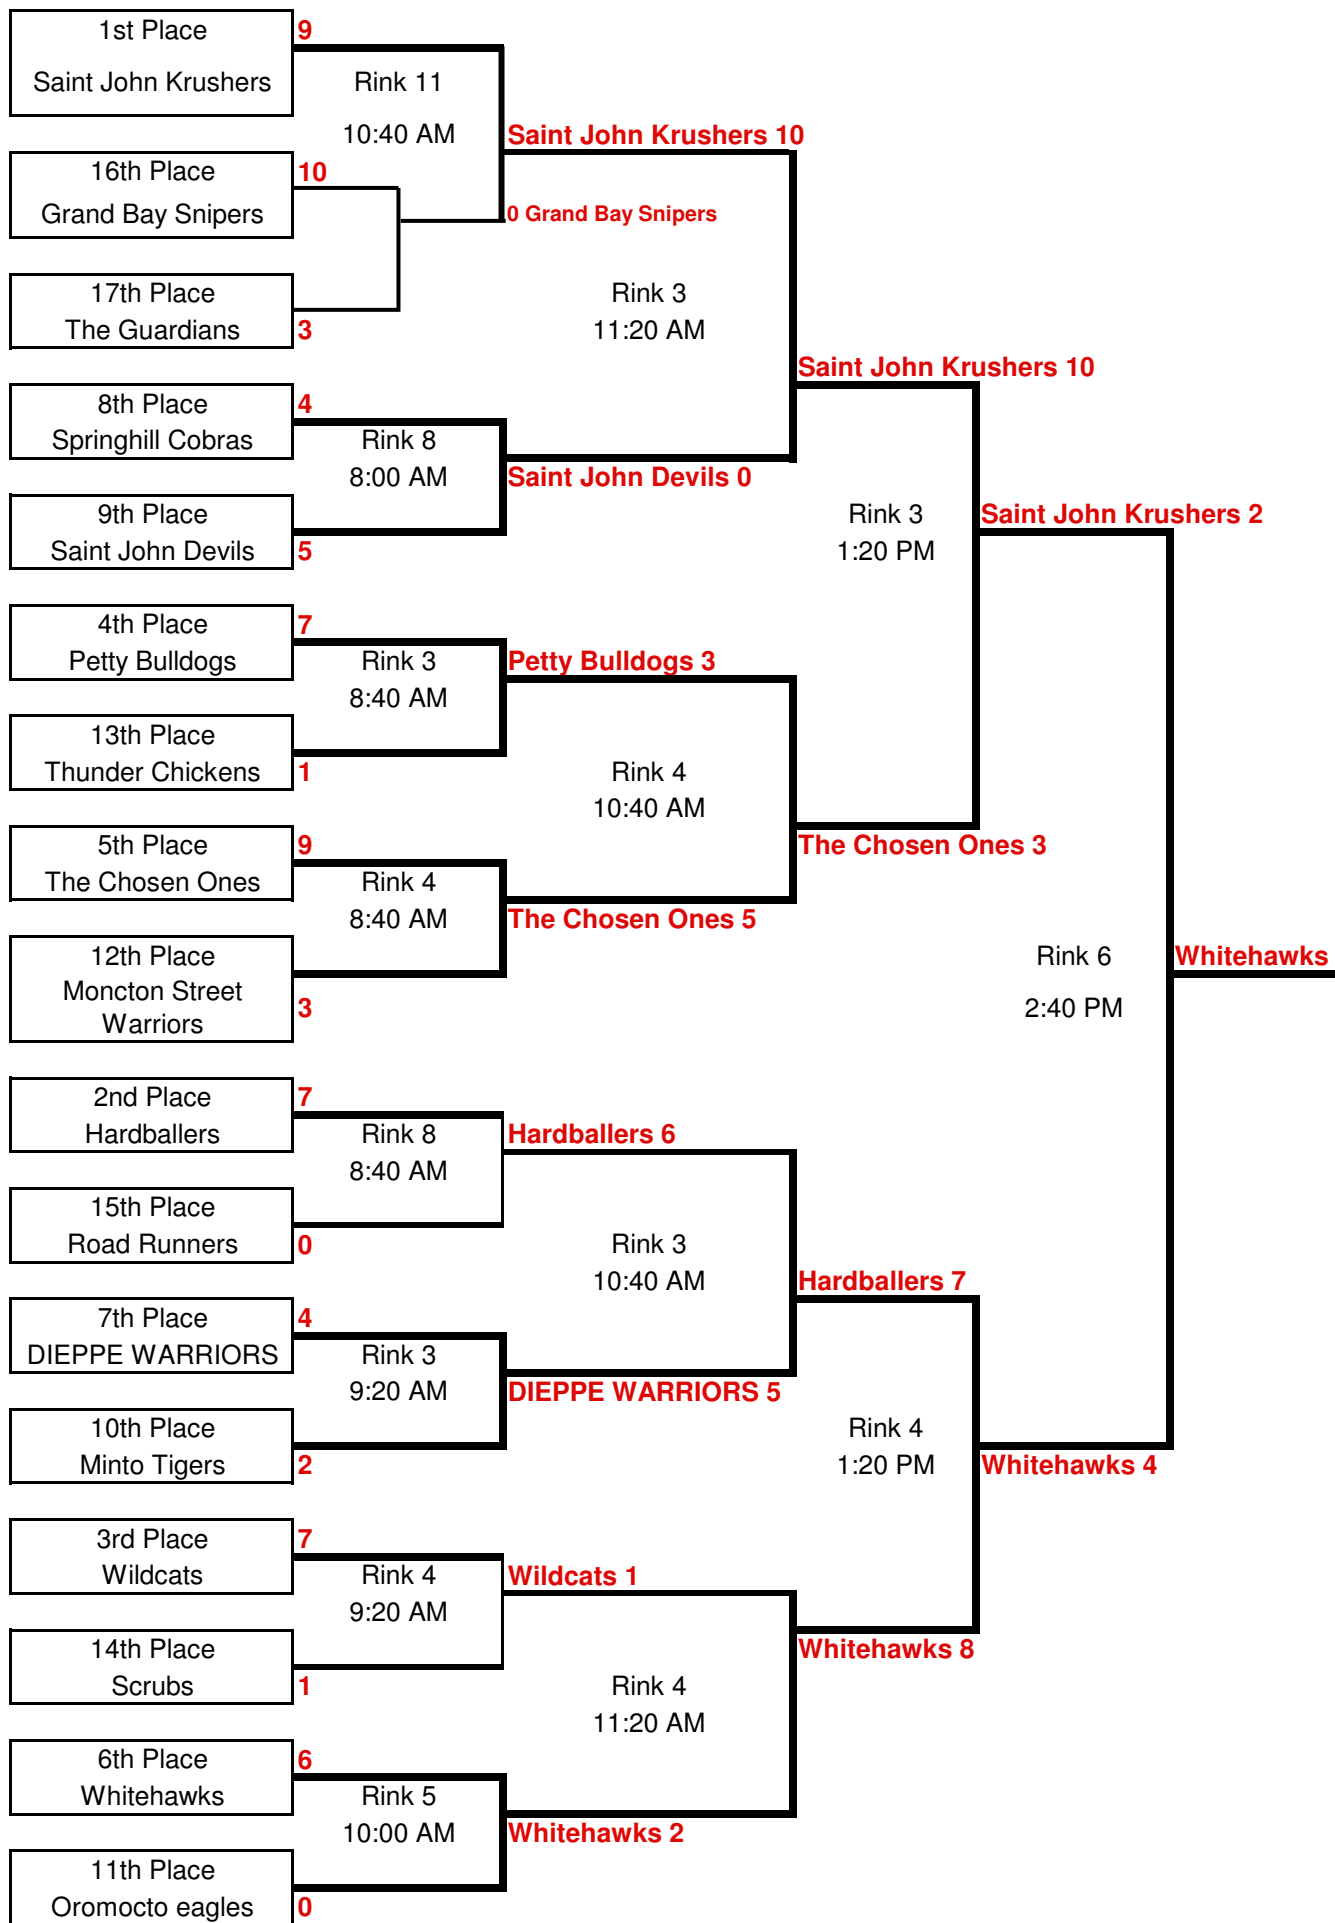 1st Place
9
Saint John Krushers
Rink 11
10:40 AM
Saint John Krushers 10
16th Place
10
Grand Bay Snipers
0 Grand Bay Snipers
17th Place
The Guardians
3
Rink 3
11:20 AM
Saint John Krushers 10
8th Place
4
Springhill Cobras
Rink 8
8:00 AM
Saint John Devils 0
9th Place
Saint John Devils
5
Rink 3
1:20 PM
Saint John Krushers 2
4th Place
7
Petty Bulldogs
Rink 3
8:40 AM
Petty Bulldogs 3
13th Place
Thunder Chickens
1
Rink 4
10:40 AM
The Chosen Ones 3
5th Place
9
The Chosen Ones
Rink 4
8:40 AM
The Chosen Ones 5
12th Place
Moncton Street
Warriors
3
Rink 6
2:40 PM
Whitehawks
2nd Place
7
Hardballers
Rink 8
8:40 AM
Hardballers 6
15th Place
Road Runners
0
Rink 3
10:40 AM
Hardballers 7
7th Place
4
DIEPPE WARRIORS
Rink 3
9:20 AM
DIEPPE WARRIORS 5
10th Place
Minto Tigers
2
Rink 4
1:20 PM
Whitehawks 4
3rd Place
7
Wildcats
Rink 4
9:20 AM
Wildcats 1
14th Place
Scrubs
1
Rink 4
11:20 AM
Whitehawks 8
6th Place
6
Whitehawks
Rink 5
10:00 AM
Whitehawks 2
11th Place
Oromocto eagles
0